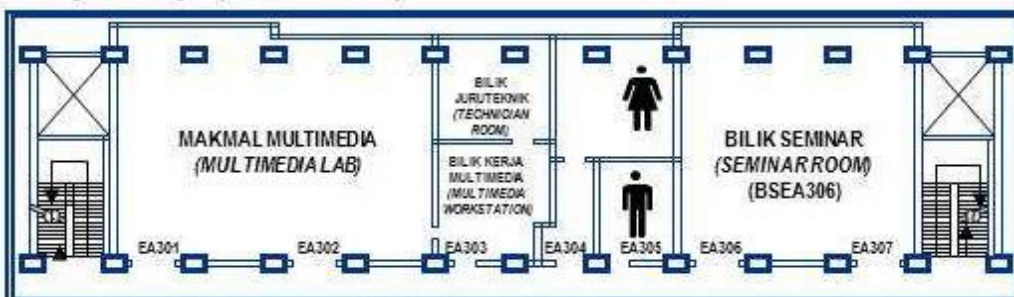 BILIK
JURUTEKNIK
(TECHNICIAN
ROOM)
MAKMAL MULTIMEDIA
(MULTIMEDIA LAB)
BILIK KERJA
MULTIMEDIA
(MULTIMEDIA
WORKSTATION)
BILIK SEMINAR
(SEMINAR ROOM)
(BSEA306)
EA301
EA302
EA303
EA304
EA305
EA306
EA307